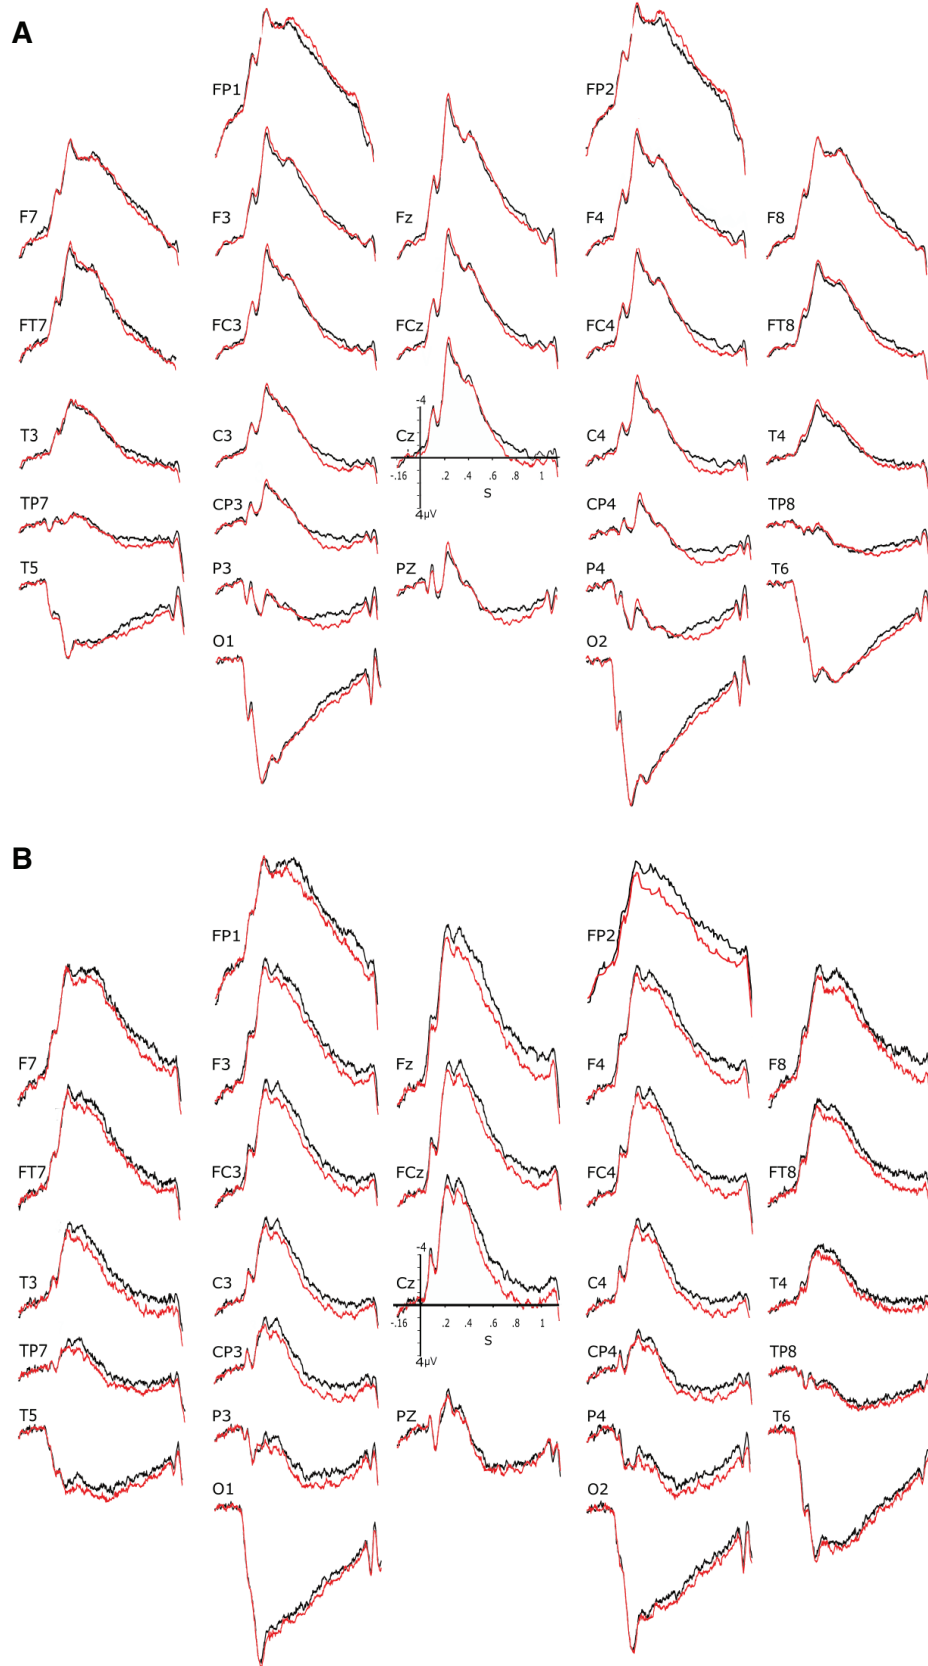 A
FP1 FP2
F7 F3 Fz F4 F8
FT7 FC3 FCz FC4 FT8
-4
T3 C3 Cz C4 T4
-.16 .2 .4 .6 .8 1
S
TP7 CP3 CP4 TP8
4μV
T5 P3 PZ P4 T6
O1 O2
B
FP1 FP2
F7 F3 Fz F4 F8
FT7 FC3 FCz FC4 FT8
-4
T3 C3 Cz C4 T4
-.16 .2 .4 .6 .8 1
S
TP7 CP3 CP4 TP8
4μV
T5 P3 PZ P4 T6
O1 O2